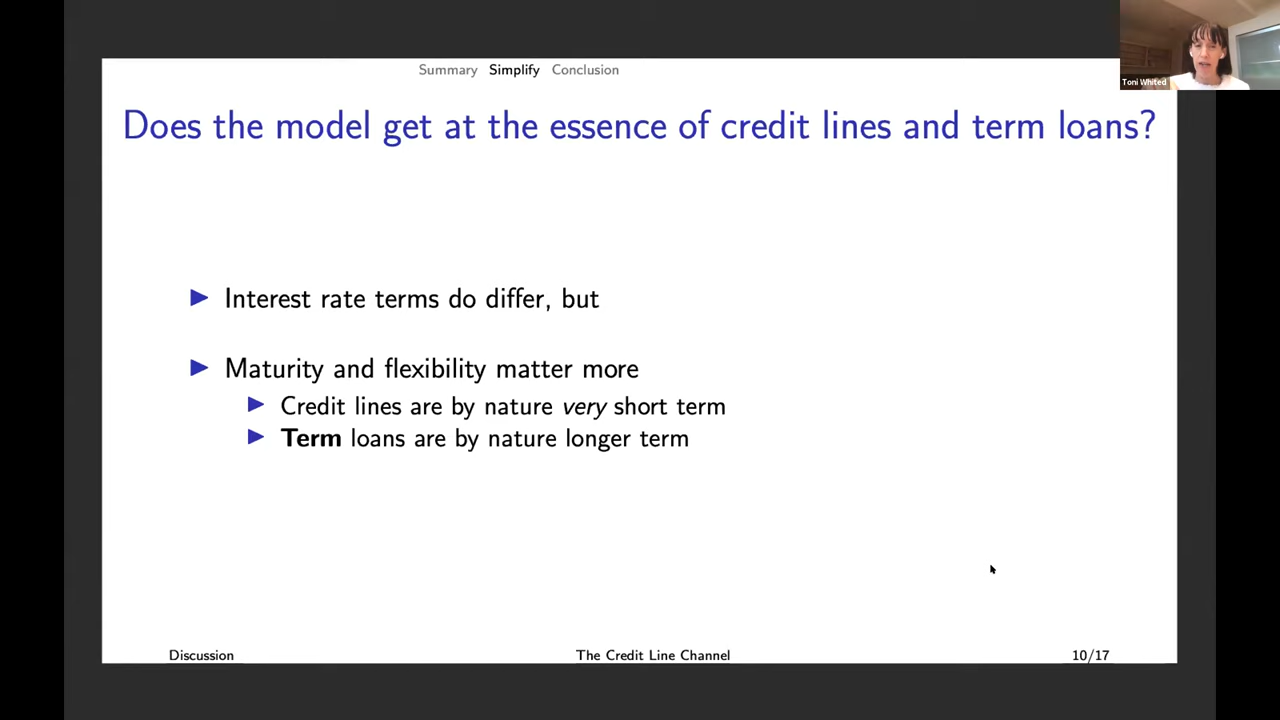 Summary Simplify Conclusion
Toni Whited
Does the model get at the essence of credit lines and term loans?
▶ Interest rate terms do differ, but
▶ Maturity and flexibility matter more
▶ Credit lines are by nature very short term
▶ Term loans are by nature longer term
Discussion The Credit Line Channel 10/17